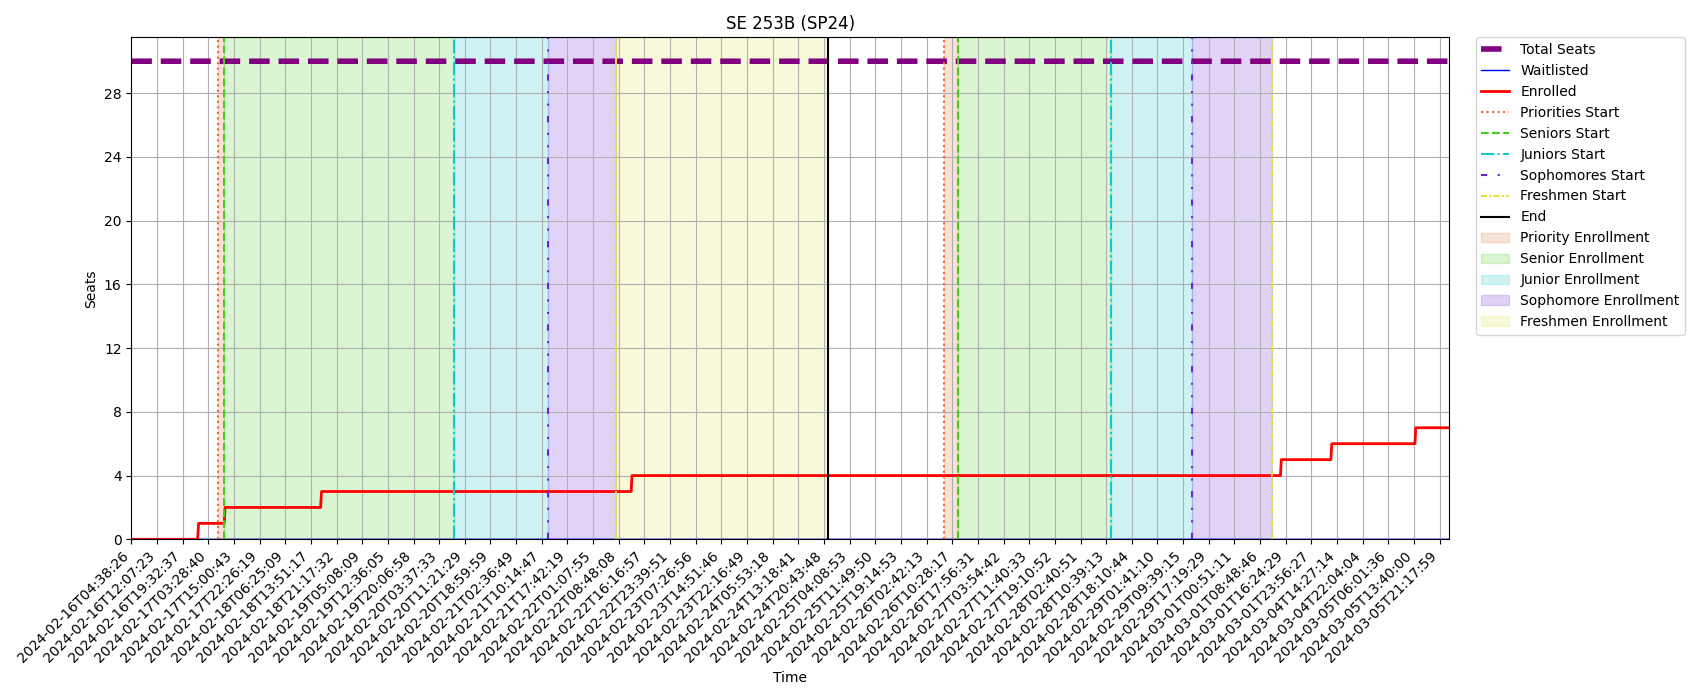 SE 253B (SP24)
Seats
28
24
20
16
12
8
4
0
2024-02-16T04:38:26
2024-02-16T12:07:23
2024-02-16T19:32:37
2024-02-17T03:28:40
2024-02-17T15:00:43
2024-02-17T22:26:19
2024-02-18T06:25:09
2024-02-18T13:51:17
2024-02-18T21:17:32
2024-02-19T05:08:09
2024-02-19T12:36:05
2024-02-19T20:06:58
2024-02-20T03:37:33
2024-02-20T11:21:29
2024-02-20T18:59:59
2024-02-21T02:36:49
2024-02-21T10:14:47
2024-02-21T17:42:19
2024-02-22T01:07:55
2024-02-22T08:48:08
2024-02-22T16:16:57
2024-02-22T23:39:51
2024-02-23T07:26:56
2024-02-23T14:51:46
2024-02-23T22:16:49
2024-02-24T05:53:18
2024-02-24T13:18:41
2024-02-24T20:43:48
2024-02-25T04:08:53
2024-02-25T11:49:50
2024-02-25T19:14:53
2024-02-26T02:42:13
2024-02-26T10:28:17
2024-02-26T17:56:31
2024-02-27T03:54:42
2024-02-27T11:40:33
2024-02-27T19:10:52
2024-02-28T02:40:51
2024-02-28T10:39:13
2024-02-28T18:10:44
2024-02-29T01:41:10
2024-02-29T09:39:15
2024-02-29T17:19:29
2024-03-01T00:51:11
2024-03-01T08:48:46
2024-03-01T16:24:29
2024-03-01T23:56:27
2024-03-04T14:27:14
2024-03-04T22:04:04
2024-03-05T06:01:36
2024-03-05T13:40:00
2024-03-05T21:17:59
Time
Total Seats
Waitlisted
Enrolled
Priorities Start
Seniors Start
Juniors Start
Sophomores Start
Freshmen Start
End
Priority Enrollment
Senior Enrollment
Junior Enrollment
Sophomore Enrollment
Freshmen Enrollment